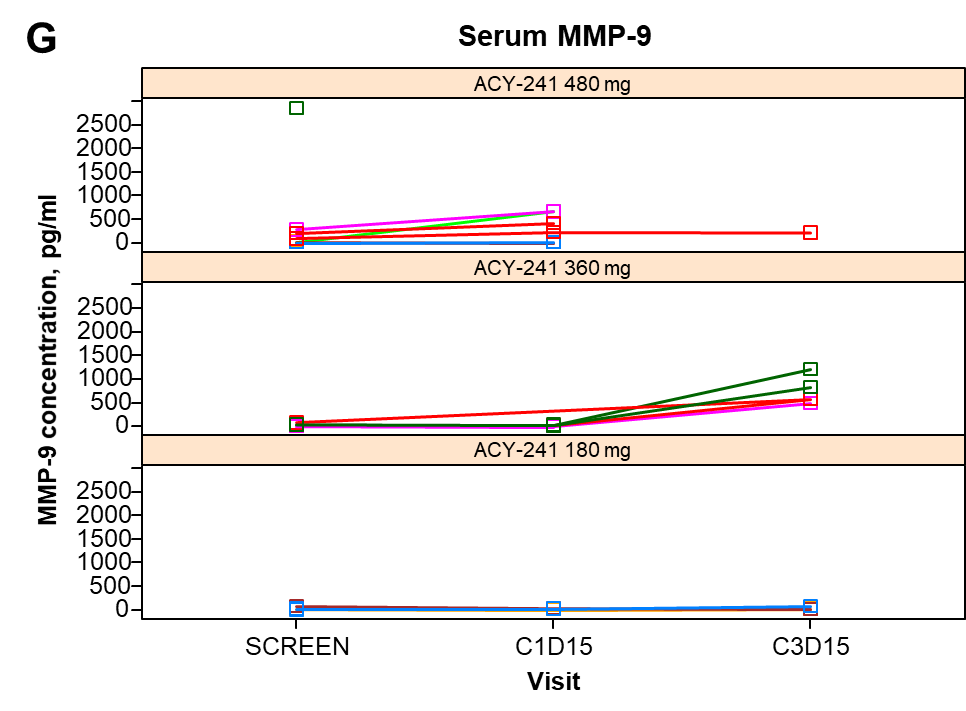 G
Serum MMP-9
ACY-241 480 mg
2500
2000
1500
1000
500
0
ACY-241 360 mg
2500
2000
1500
1000
500
0
ACY-241 180 mg
2500
2000
1500
1000
500
0
MMP-9 concentration, pg/ml
SCREEN C1D15 C3D15
Visit